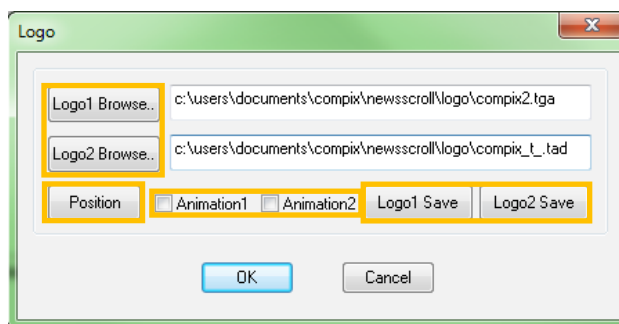 Logo
Logo1 Browse.. c:\users\documents\compix\newsscroll\logo\compix2.tga
Logo2 Browse.. c:\users\documents\compix\newsscroll\logo\compix_t_.tad
Position Animation1 Animation2 Logo1 Save Logo2 Save
OK Cancel